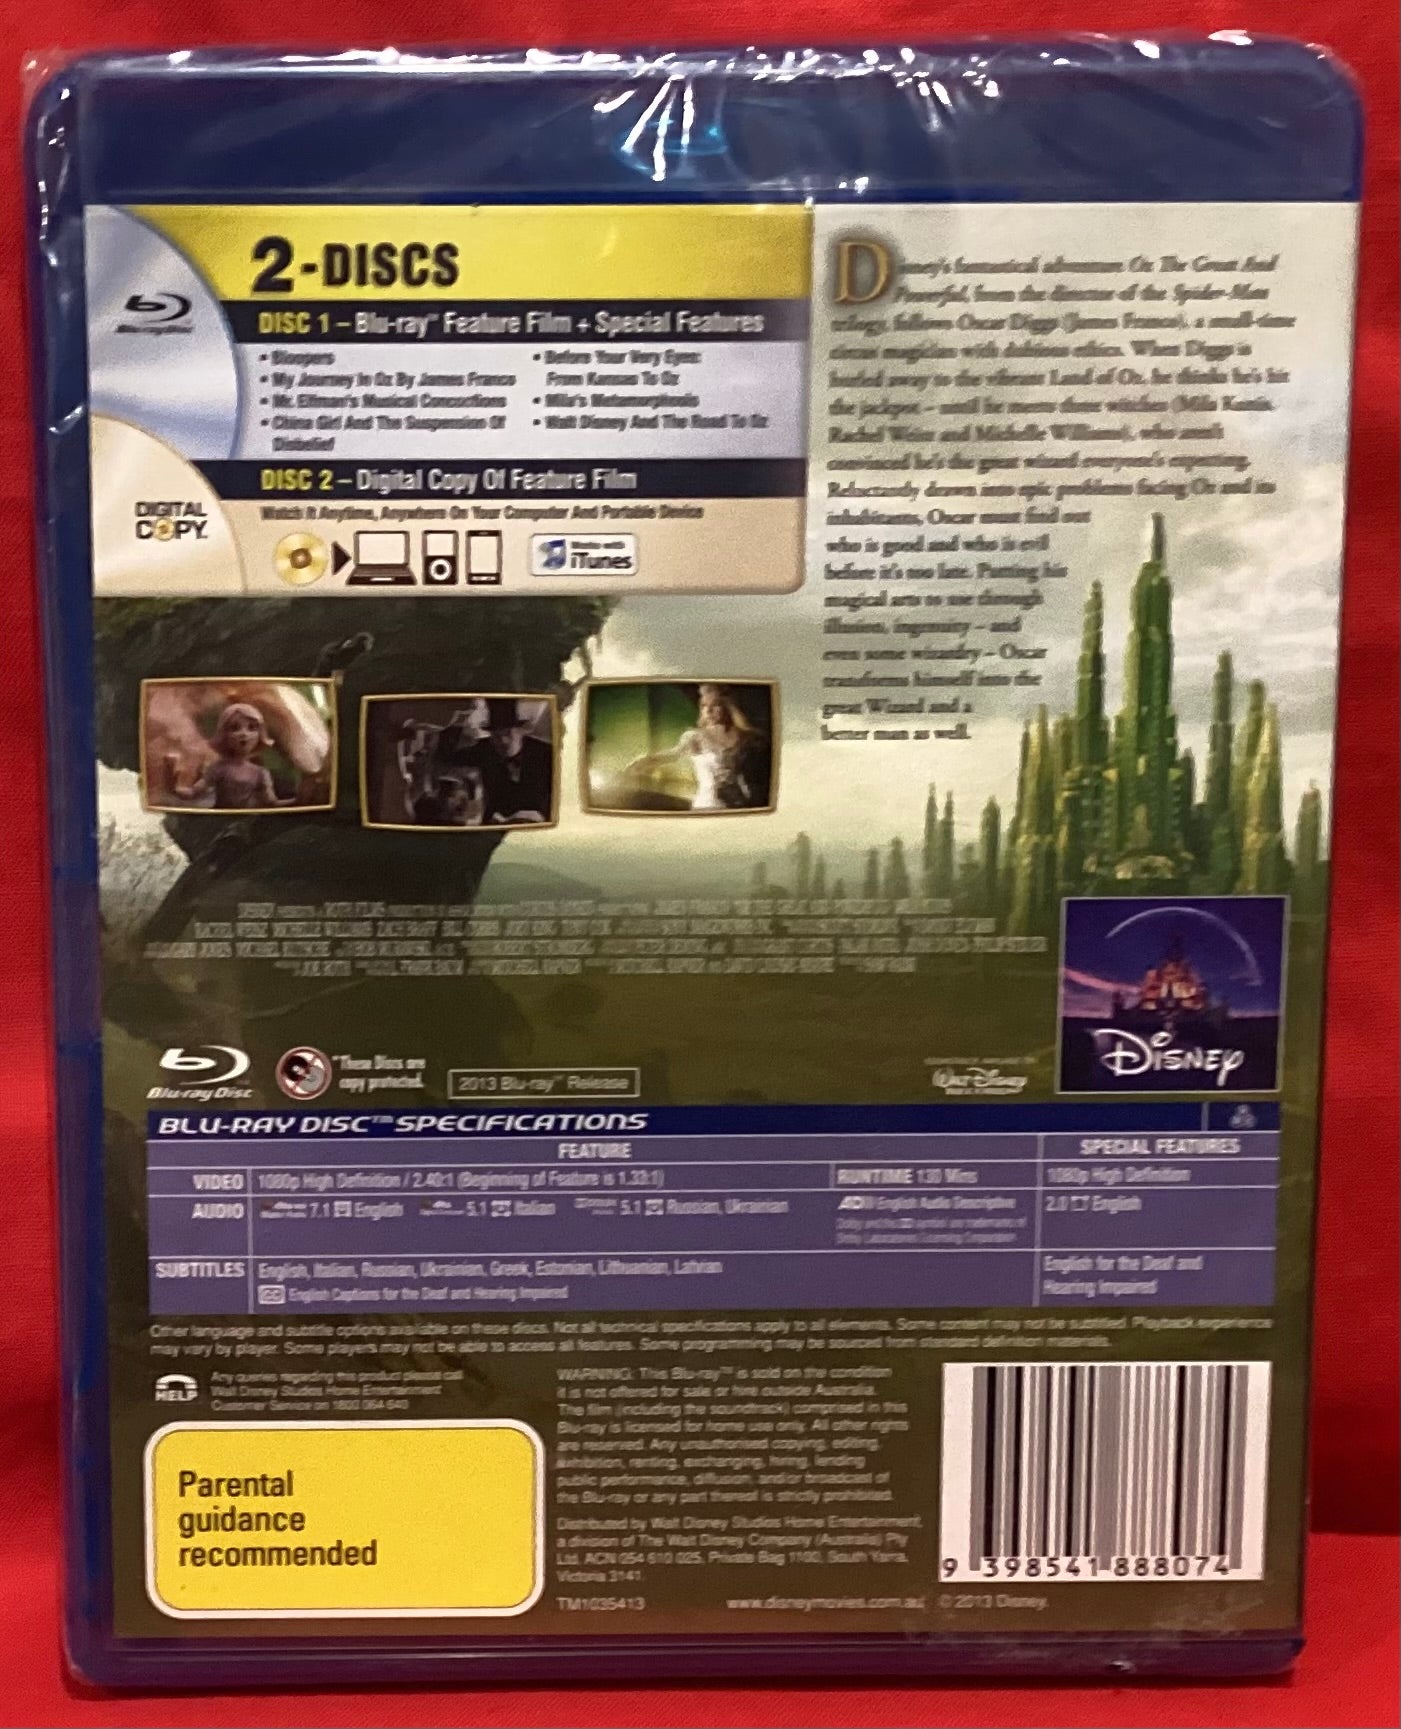 2-DISCS
DISC 1 – Blu-ray™ Feature Film + Special Features
• Bloopers
• My Journey In Oz By James Franco
• Mr. Elfman's Musical Concoctions
• China Girl And The Suspension Of
Disbelief
• Before Your Very Eyes:
From Kansas To Oz
• Mila's Metamorphosis
• Walt Disney And The Road To Oz
Blu-ray Disc
DISC 2 – Digital Copy Of Feature Film
Watch It Anytime, Anywhere On Your Computer And Portable Device
DIGITAL
COPY
Works with
iTunes
Disney's fantastical adventure Oz The Great And
Powerful, from the director of the Spider-Man
trilogy, follows Oscar Diggs (James Franco), a small-time
circus magician with dubious ethics. When Diggs is
hurled away to the vibrant Land of Oz, he thinks he's hit
the jackpot – until he meets three witches (Mila Kunis,
Rachel Weisz and Michelle Williams), who aren't
convinced he's the great wizard everyone's expecting.
Reluctantly drawn into epic problems facing Oz and its
inhabitants, Oscar must find out
who is good and who is evil
before it's too late. Putting his
magical arts to use through
illusion, ingenuity – and
even some wizardry – Oscar
transforms himself into the
great Wizard and a
better man as well.
Disney
Blu-ray Disc
"These Discs are
copy protected.
2013 Blu-ray™ Release
Walt Disney
BLU-RAY DISC™ SPECIFICATIONS
FEATURE
SPECIAL FEATURES
VIDEO 1080p High Definition / 2.40:1 (Beginning of Feature is 1.33:1) RUNTIME 130 Mins 1080p High Definition
AUDIO 7.1 English 5.1 Italian 5.1 Russian, Ukrainian English Audio Descriptive 2.0 English
Dolby and the symbol are trademarks of
Dolby Laboratories Licensing Corporation
SUBTITLES English, Italian, Russian, Ukrainian, Greek, Estonian, Lithuanian, Latvian
CC English Captions for the Deaf and Hearing Impaired
English for the Deaf and
Hearing Impaired
Other language and subtitle options available on these discs. Not all technical specifications apply to all elements. Some content may not be subtitled. Playback experience
may vary by player. Some players may not be able to access all features. Some programming may be sourced from standard definition materials.
HELP
Any queries regarding this product please call
Walt Disney Studios Home Entertainment
Customer Service on 1800 064 640
Parental
guidance
recommended
WARNING: This Blu-ray™ is sold on the condition
it is not offered for sale or hire outside Australia.
The film (including the soundtrack) comprised in this
Blu-ray is licensed for home use only. All other rights
are reserved. Any unauthorised copying, editing,
exhibition, renting, exchanging, hiring, lending
public performance, diffusion, and/or broadcast of
the Blu-ray or any part thereof is strictly prohibited.
Distributed by Walt Disney Studios Home Entertainment,
a division of The Walt Disney Company (Australia) Pty
Ltd. ACN 054 610 025, Private Bag 1100, South Yarra,
Victoria 3141.
TM1035413
www.disneymovies.com.au
© 2013 Disney.
9 398541 888074